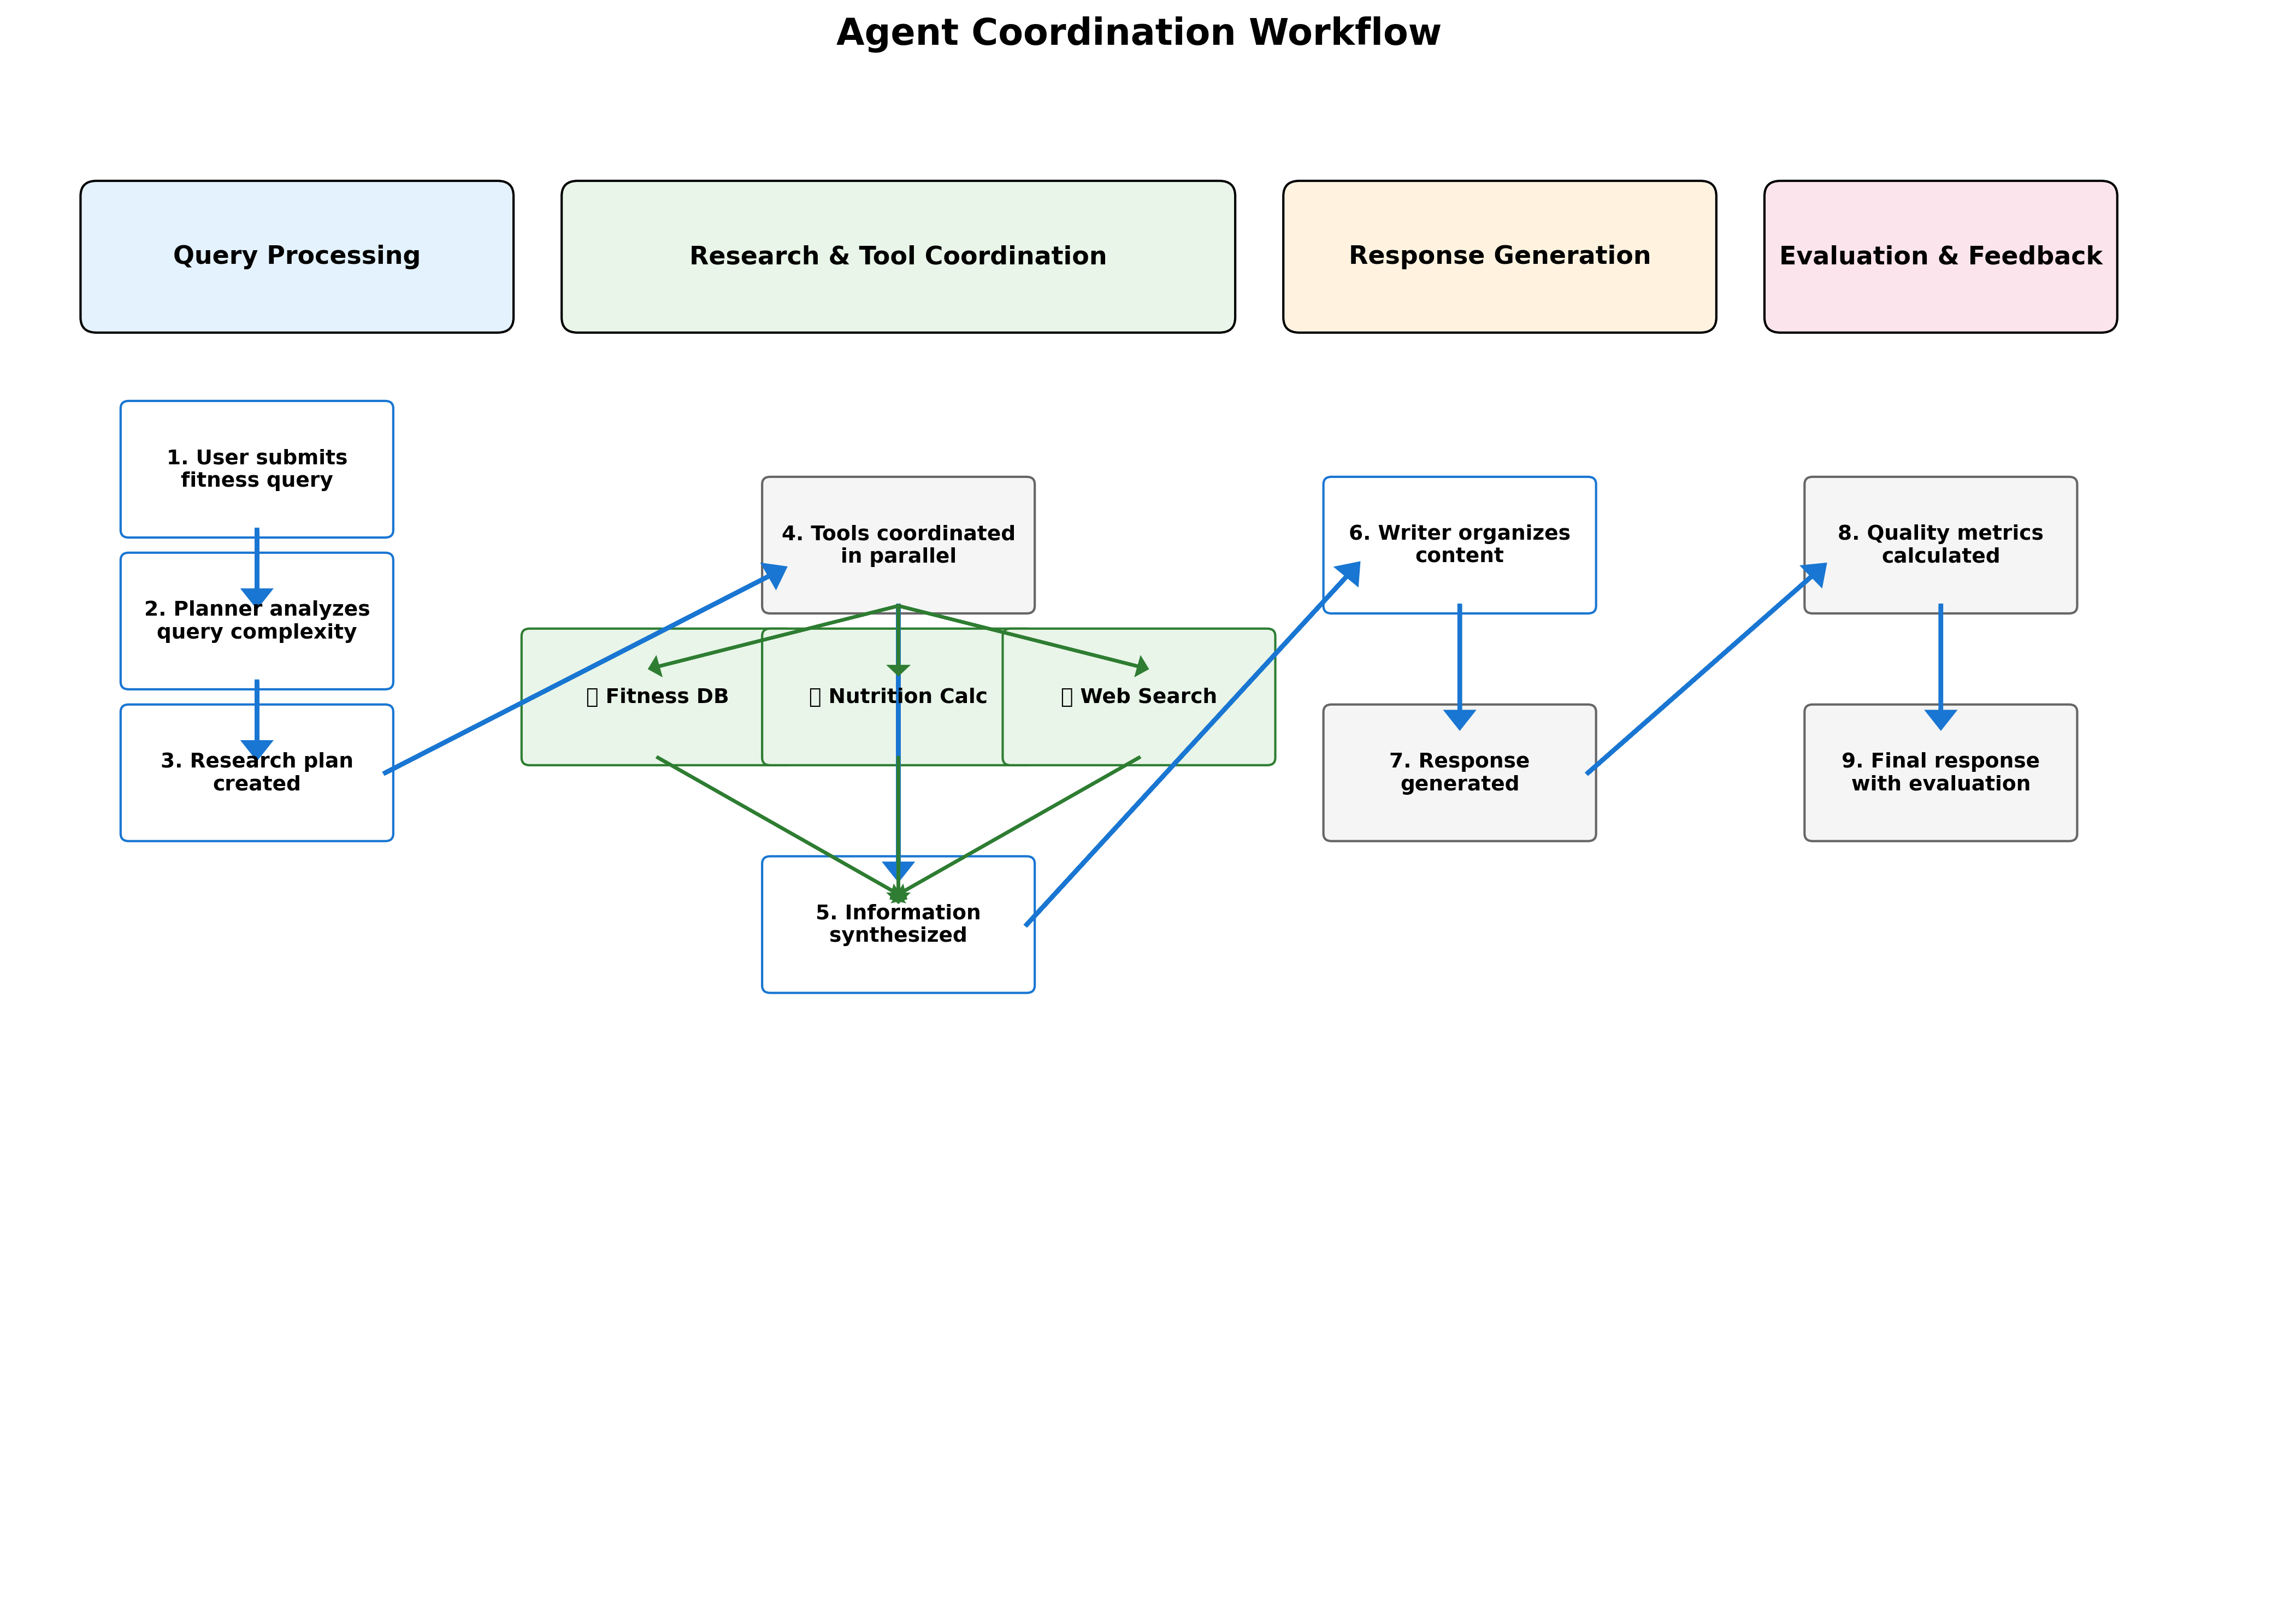 Agent Coordination Workflow
Query Processing
Research & Tool Coordination
Response Generation
Evaluation & Feedback
1. User submits
fitness query
2. Planner analyzes
query complexity
3. Research plan
created
4. Tools coordinated
in parallel
Fitness DB
Nutrition Calc
Web Search
5. Information
synthesized
6. Writer organizes
content
7. Response
generated
8. Quality metrics
calculated
9. Final response
with evaluation